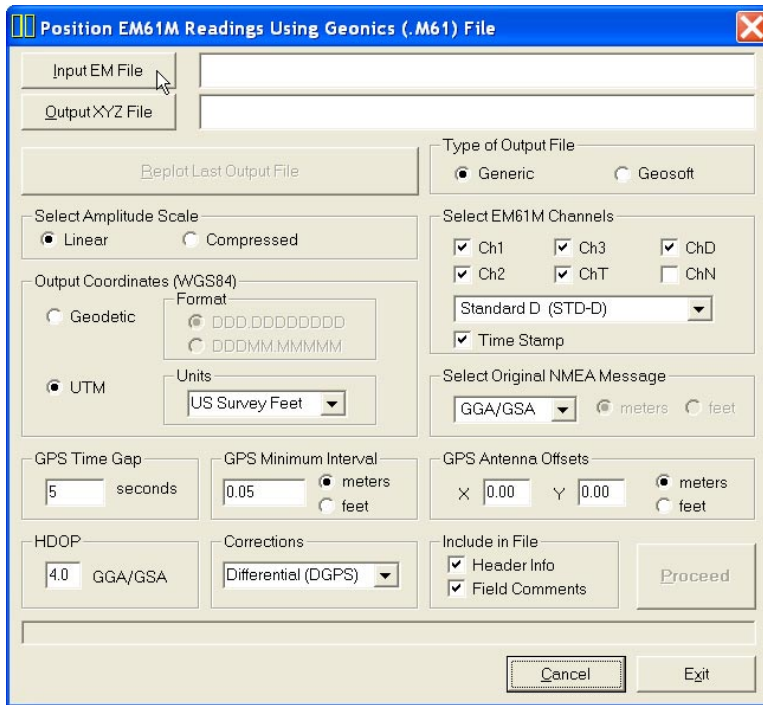 Position EM61M Readings Using Geonics (.M61) File
Input EM File
Output XYZ File
Replot Last Output File
Type of Output File
Generic
Geosoft
Select Amplitude Scale
Linear
Compressed
Select EM61M Channels
Ch1
Ch3
ChD
Ch2
ChT
ChN
Standard D (STD-D)
Time Stamp
Output Coordinates (WGS84)
Geodetic
Format
DDD.DDDDDDDD
DDDMM.MMMMM
UTM
Units
US Survey Feet
Select Original NMEA Message
GGA/GSA
meters
feet
GPS Time Gap
5
seconds
GPS Minimum Interval
0.05
meters
feet
GPS Antenna Offsets
X
0.00
Y
0.00
meters
feet
HDOP
4.0
GGA/GSA
Corrections
Differential (DGPS)
Include in File
Header Info
Field Comments
Proceed
Cancel
Exit